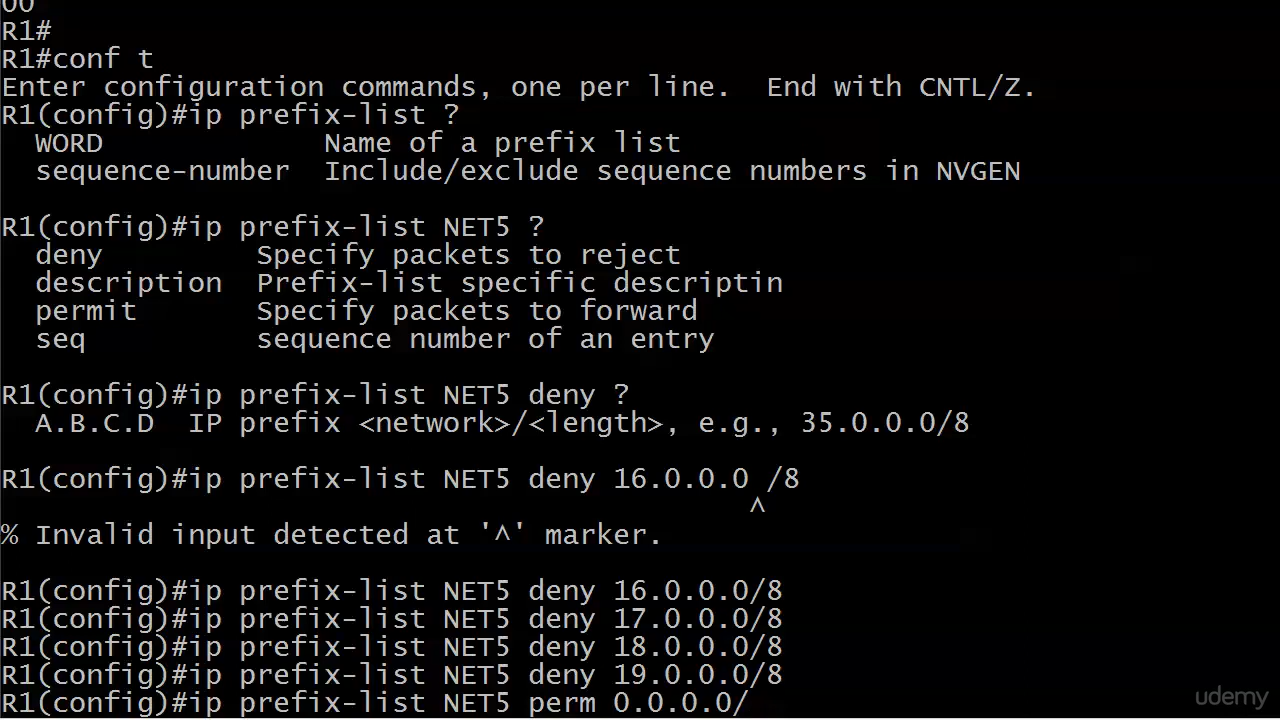 00
R1#
R1#conf t
Enter configuration commands, one per line.  End with CNTL/Z.
R1(config)#ip prefix-list ?
  WORD             Name of a prefix list
  sequence-number  Include/exclude sequence numbers in NVGEN
R1(config)#ip prefix-list NET5 ?
  deny         Specify packets to reject
  description  Prefix-list specific descriptin
  permit       Specify packets to forward
  seq          sequence number of an entry
R1(config)#ip prefix-list NET5 deny ?
  A.B.C.D  IP prefix <network>/<length>, e.g., 35.0.0.0/8
R1(config)#ip prefix-list NET5 deny 16.0.0.0 /8
^
% Invalid input detected at '^' marker.
R1(config)#ip prefix-list NET5 deny 16.0.0.0/8
R1(config)#ip prefix-list NET5 deny 17.0.0.0/8
R1(config)#ip prefix-list NET5 deny 18.0.0.0/8
R1(config)#ip prefix-list NET5 deny 19.0.0.0/8
R1(config)#ip prefix-list NET5 perm 0.0.0.0/
udemy